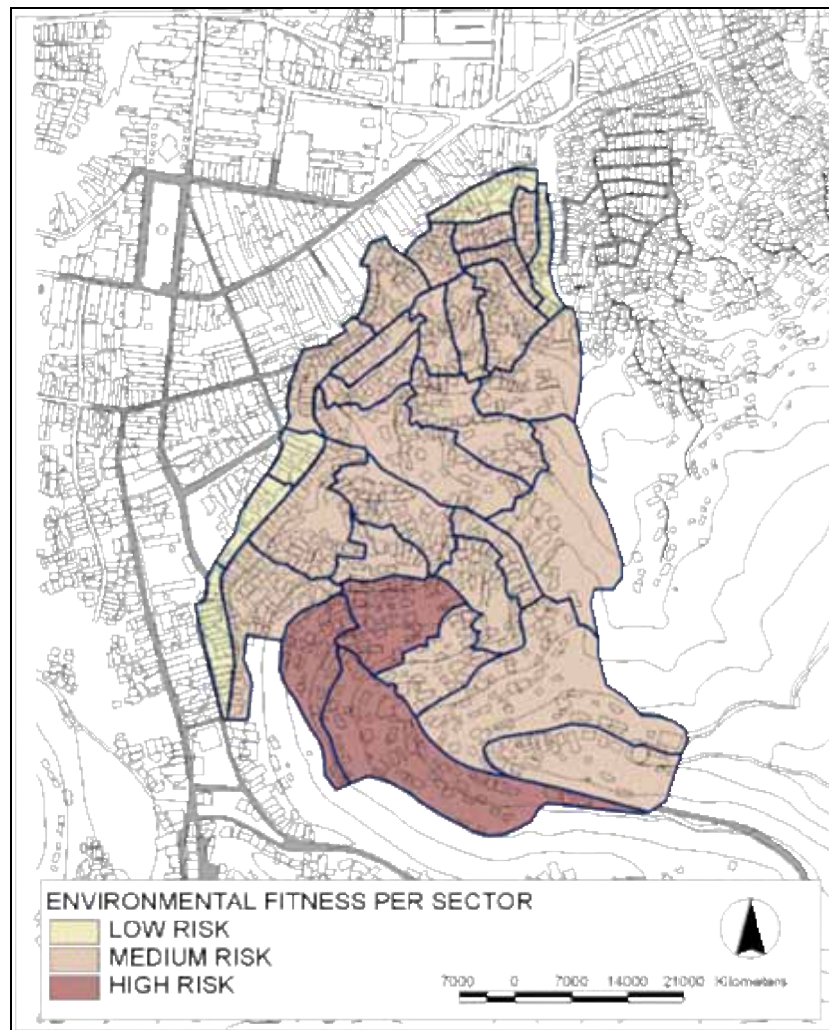 ENVIRONMENTAL FITNESS PER SECTOR
LOW RISK
MEDIUM RISK
HIGH RISK
7000 0 7000 14000 21000 Kilometers